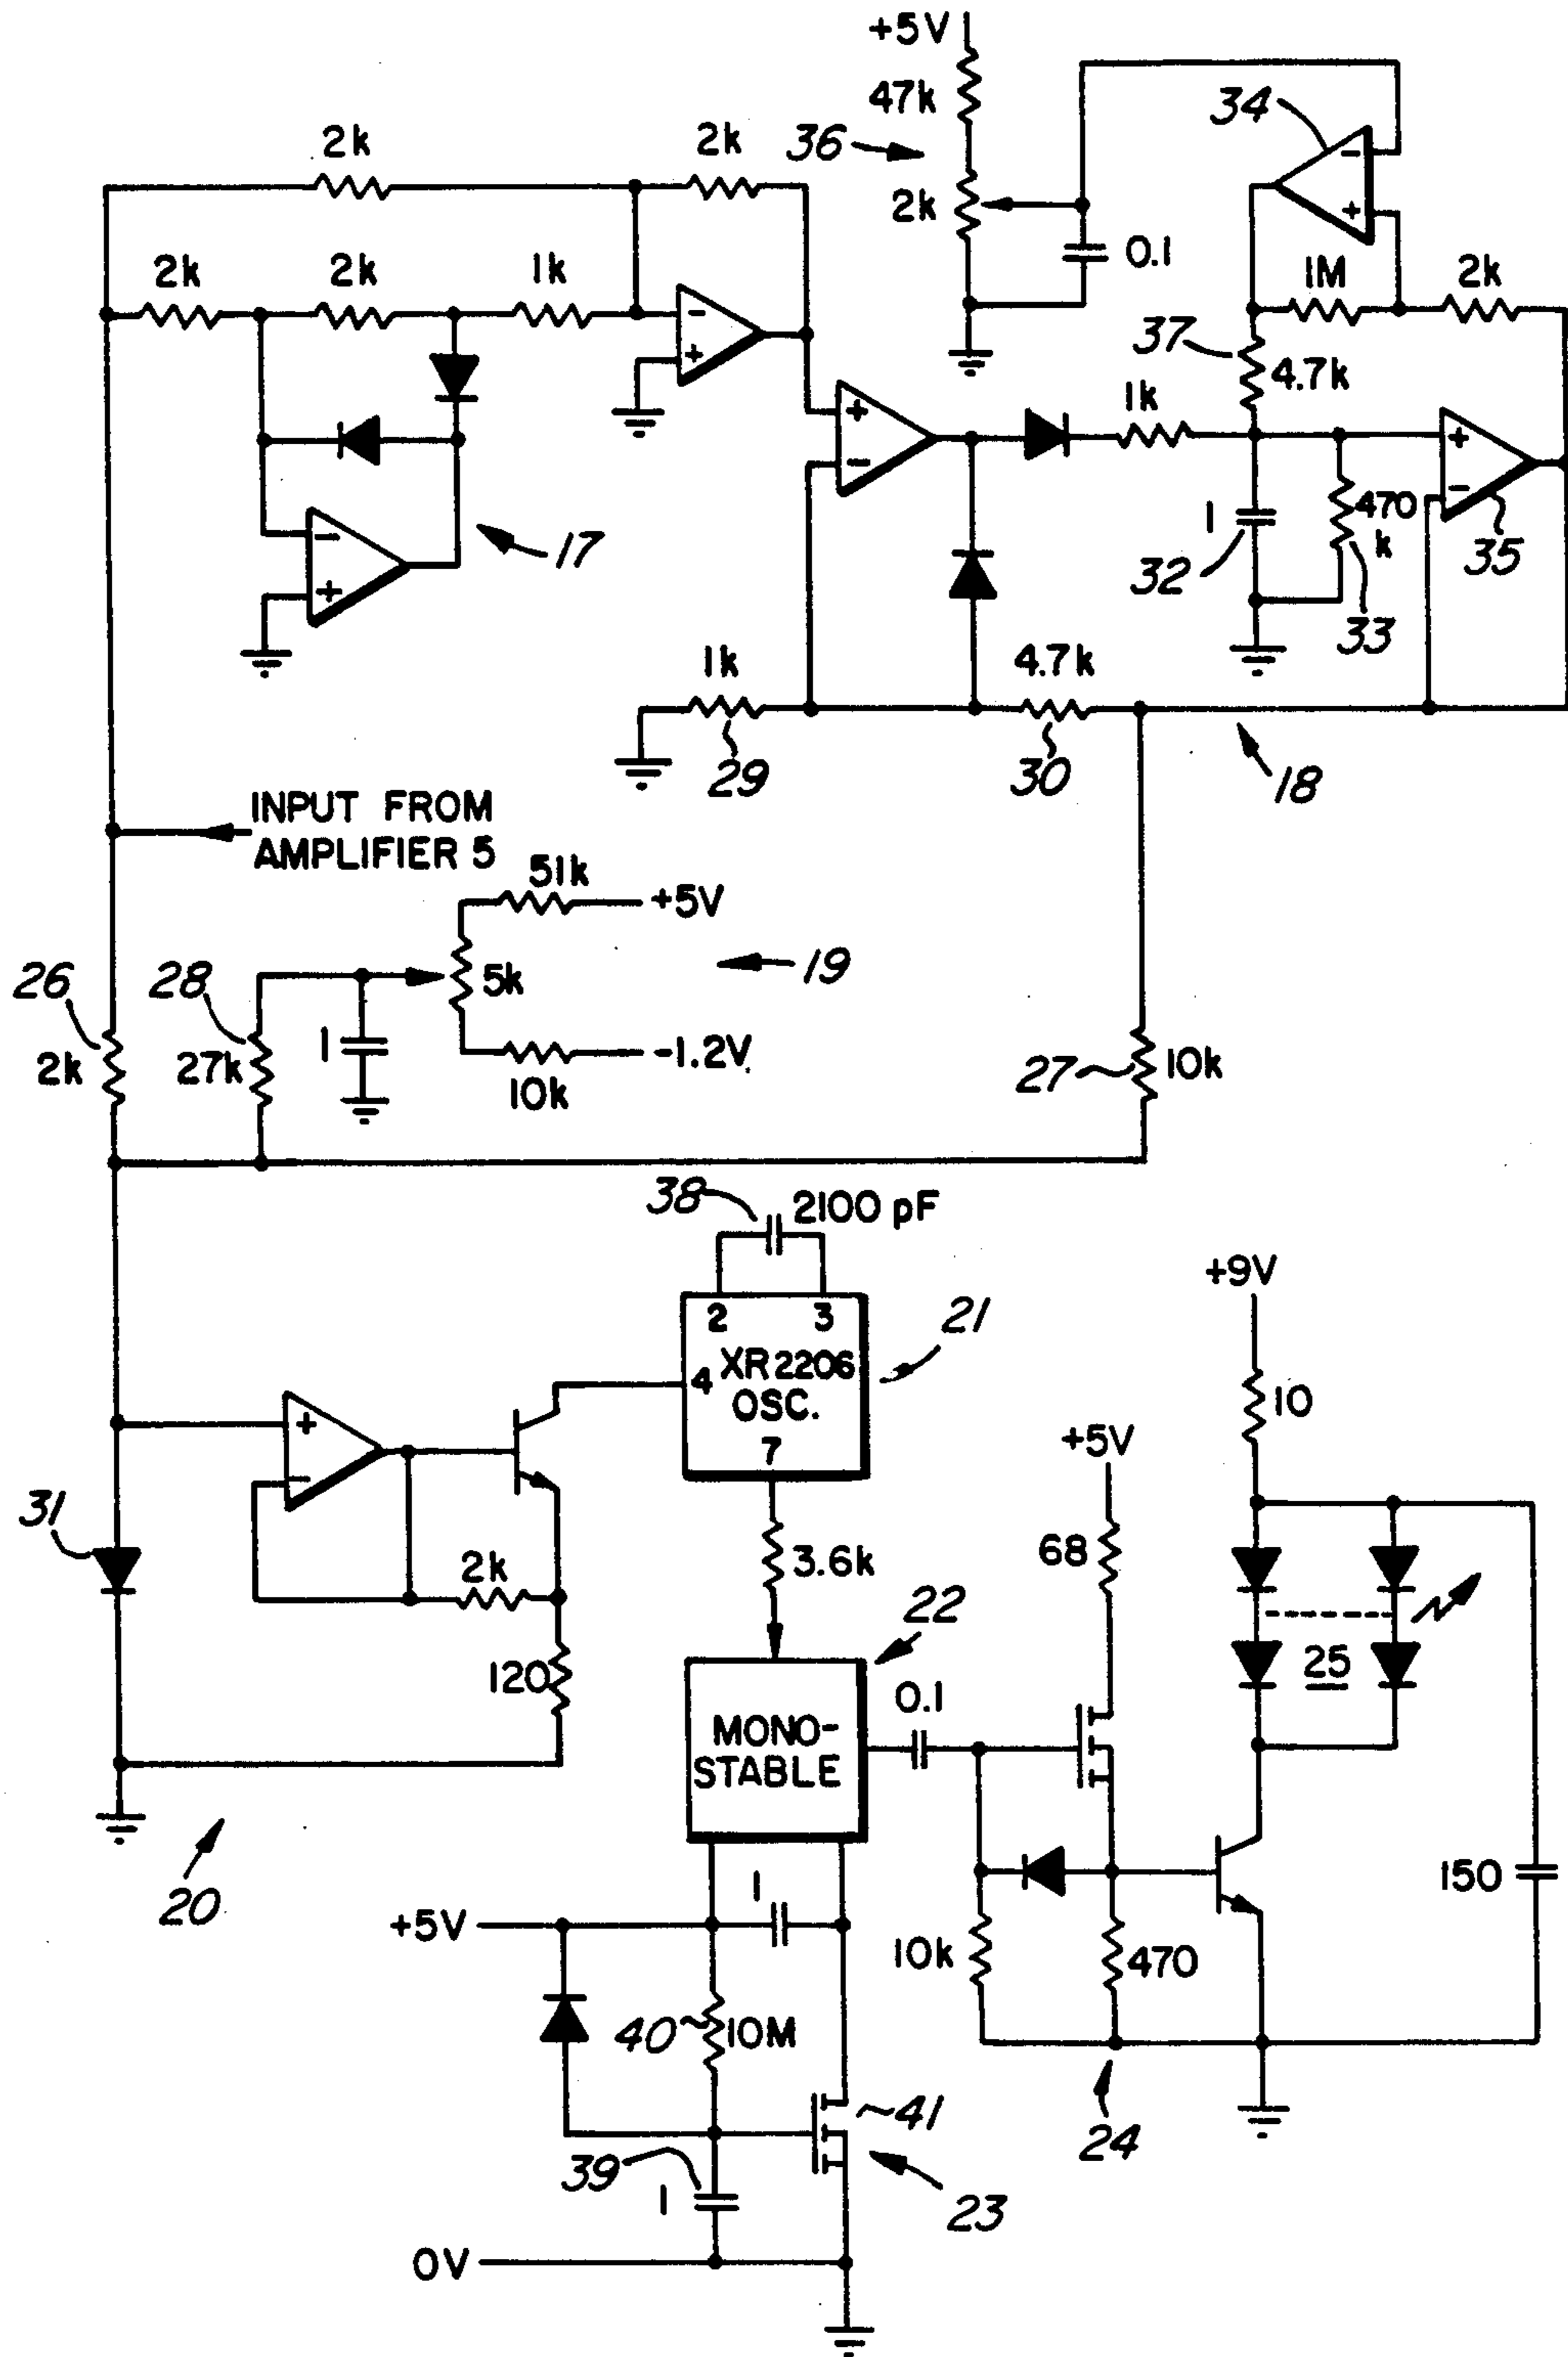 +5V
47k
36
2k
0.1
34
2k
2k
2k
2k
1k
1M
2k
37
4.7k
1k
+
-
-
+
-
+
+
-
+
-
17
1
32
470
k
33
35
1k
29
4.7k
30
18
INPUT FROM
AMPLIFIER 5
51k
+5V
19
5k
26
2k
28
27k
1
-1.2V
10k
27
10k
38
2100 pF
2
3
21
4
XR2206
OSC.
7
+9V
10
+
-
31
2k
120
20
3.6k
22
+5V
68
25
MONO-
STABLE
0.1
150
+5V
1
10k
470
40
10M
41
24
39
1
23
0V